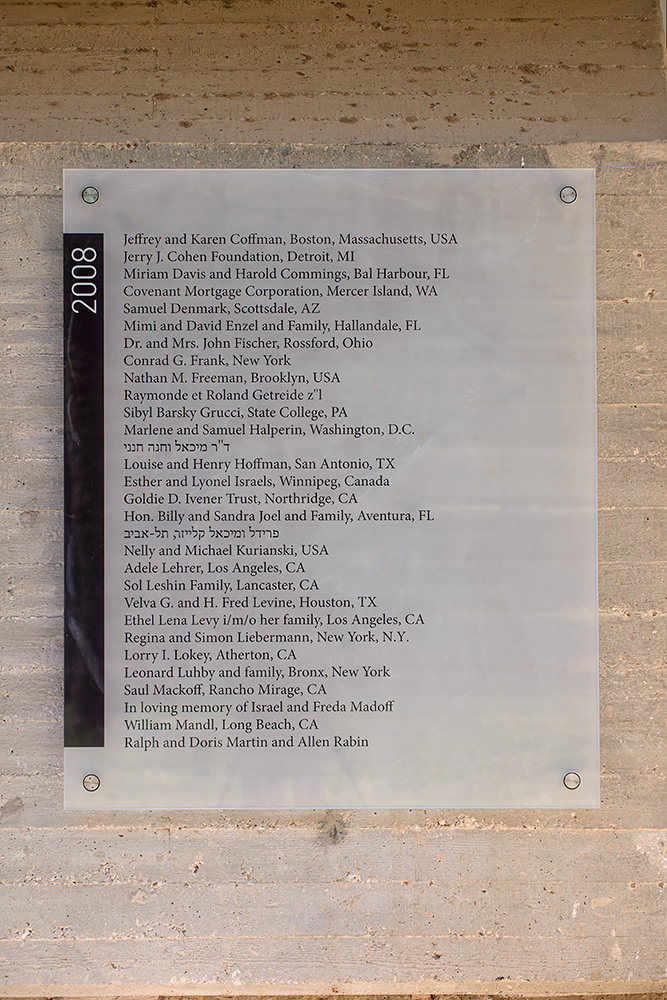 2008
Jeffrey and Karen Coffman, Boston, Massachusetts, USA
Jerry J. Cohen Foundation, Detroit, MI
Miriam Davis and Harold Commings, Bal Harbour, FL
Covenant Mortgage Corporation, Mercer Island, WA
Samuel Denmark, Scottsdale, AZ
Mimi and David Enzel and Family, Hallandale, FL
Dr. and Mrs. John Fischer, Rossford, Ohio
Conrad G. Frank, New York
Nathan M. Freeman, Brooklyn, USA
Raymonde et Roland Getreide z"l
Sibyl Barsky Grucci, State College, PA
Marlene and Samuel Halperin, Washington, D.C.
ד"ר מיכאל וחנה חנני
Louise and Henry Hoffman, San Antonio, TX
Esther and Lyonel Israels, Winnipeg, Canada
Goldie D. Ivener Trust, Northridge, CA
Hon. Billy and Sandra Joel and Family, Aventura, FL
פרידל ומיכאל קלייזר, תל-אביב
Nelly and Michael Kurianski, USA
Adele Lehrer, Los Angeles, CA
Sol Leshin Family, Lancaster, CA
Velva G. and H. Fred Levine, Houston, TX
Ethel Lena Levy i/m/o her family, Los Angeles, CA
Regina and Simon Liebermann, New York, N.Y.
Lorry I. Lokey, Atherton, CA
Leonard Luhby and family, Bronx, New York
Saul Mackoff, Rancho Mirage, CA
In loving memory of Israel and Freda Madoff
William Mandl, Long Beach, CA
Ralph and Doris Martin and Allen Rabin